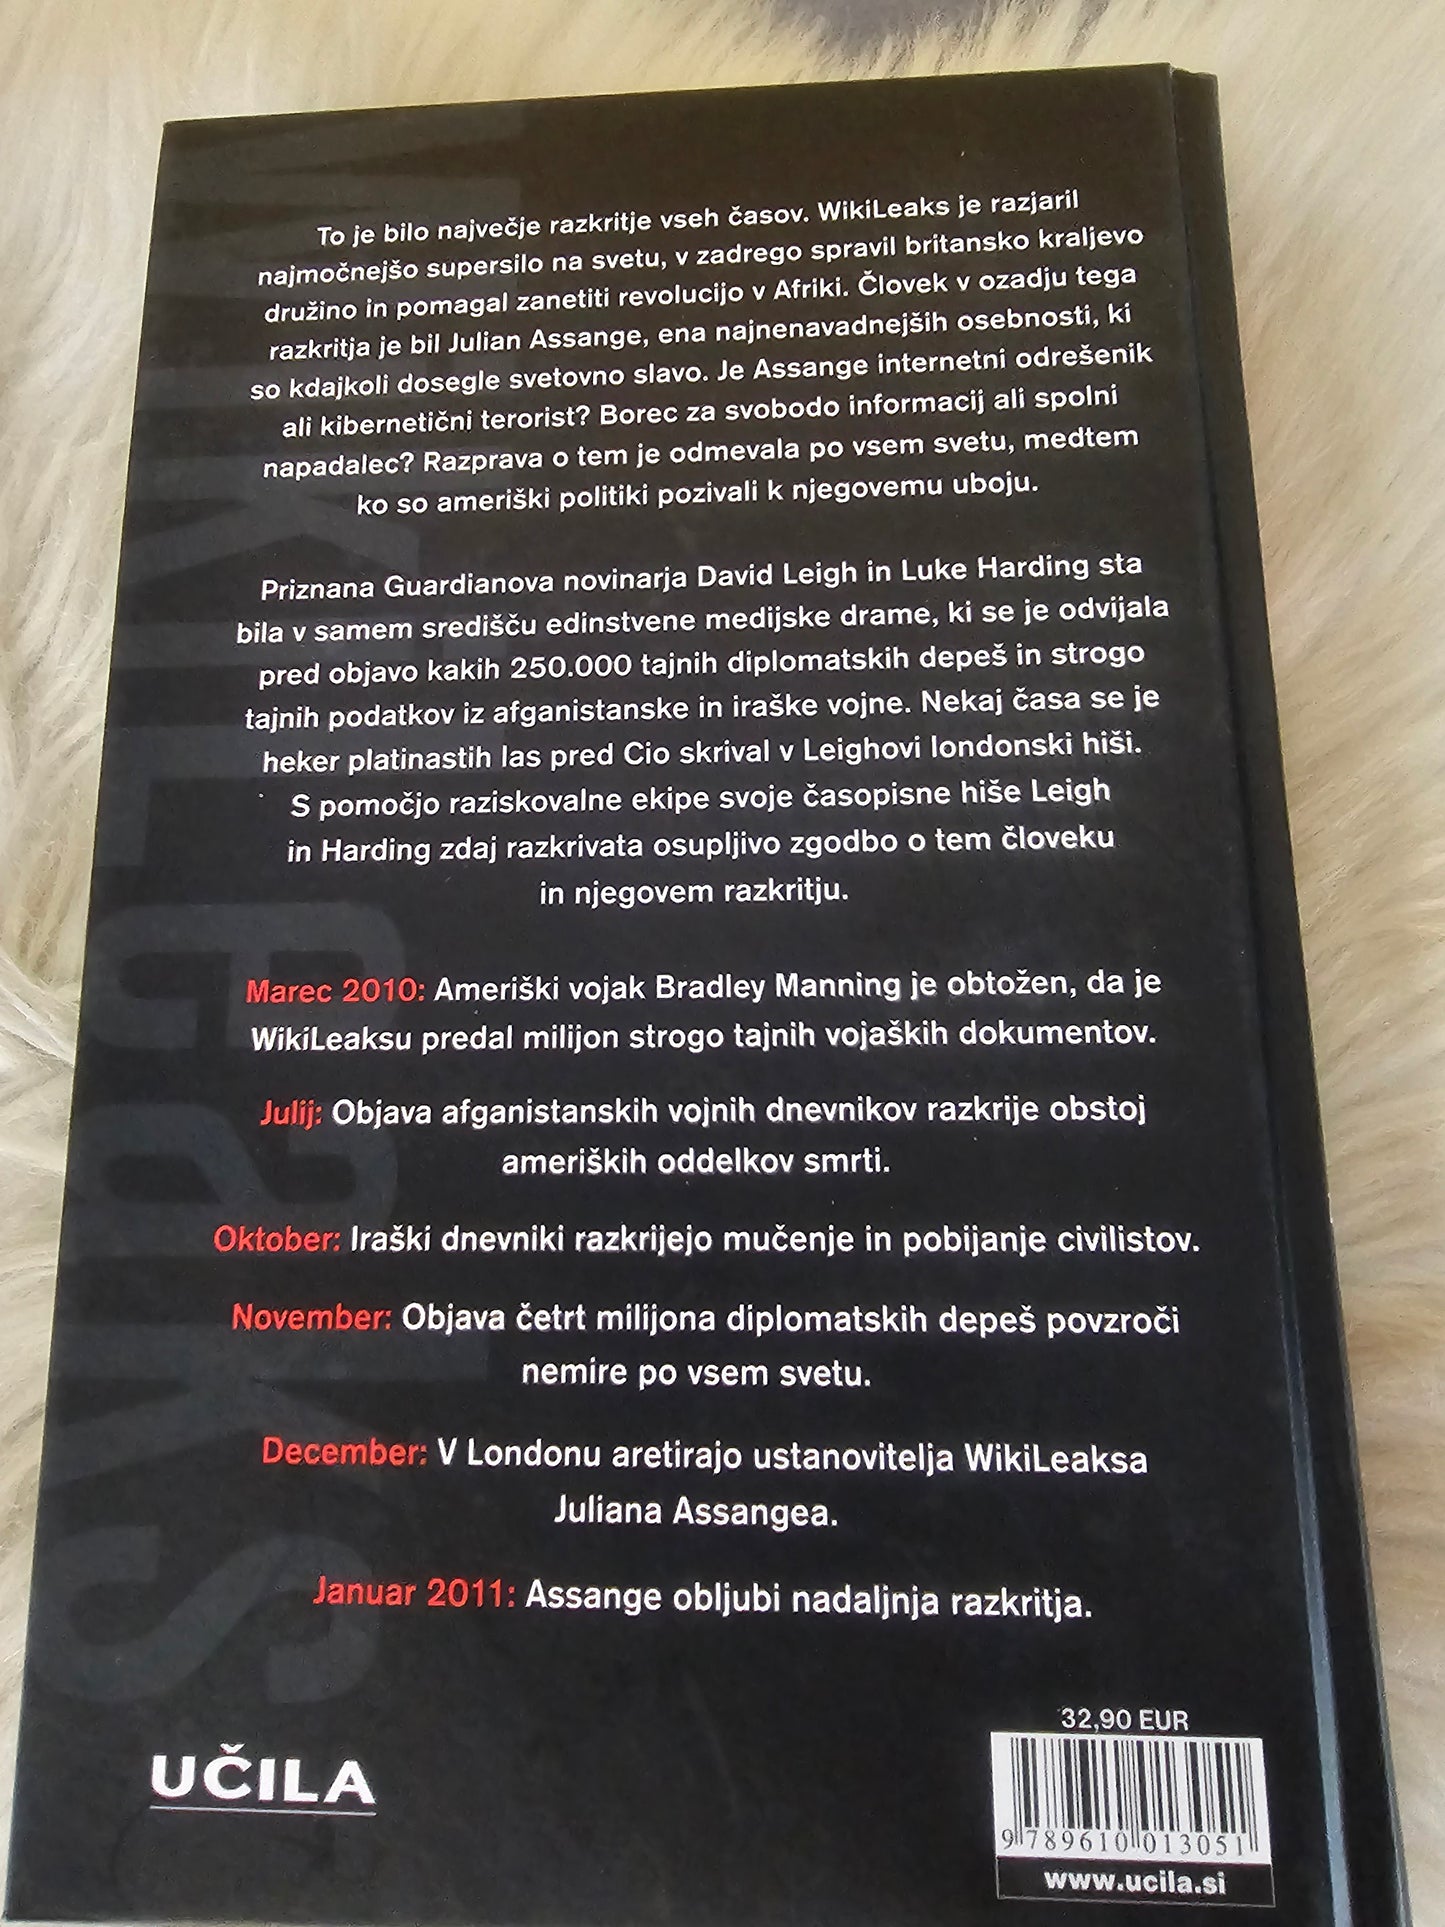 To je bilo največje razkritje vseh časov. WikiLeaks je razjaril
najmočnejšo supersilo na svetu, v zadrego spravil britansko kraljevo
družino in pomagal zanetiti revolucijo v Afriki. Človek v ozadju tega
razkritja je bil Julian Assange, ena najnenavadnejših osebnosti, ki
so kdajkoli dosegle svetovno slavo. Je Assange internetni odrešenik
ali kibernetični terorist? Borec za svobodo informacij ali spolni
napadalec? Razprava o tem je odmevala po vsem svetu, medtem
ko so ameriški politiki pozivali k njegovemu uboju.
Priznana Guardianova novinarja David Leigh in Luke Harding sta
bila v samem središču edinstvene medijske drame, ki se je odvijala
pred objavo kakih 250.000 tajnih diplomatskih depeš in strogo
tajnih podatkov iz afganistanske in iraške vojne. Nekaj časa se je
heker platinastih las pred Cio skrival v Leighovi londonski hiši.
S pomočjo raziskovalne ekipe svoje časopisne hiše Leigh
in Harding zdaj razkrivata osupljivo zgodbo o tem človeku
in njegovem razkritju.
Marec 2010: Ameriški vojak Bradley Manning je obtožen, da je
WikiLeaksu predal milijon strogo tajnih vojaških dokumentov.
Julij: Objava afganistanskih vojnih dnevnikov razkrije obstoj
ameriških oddelkov smrti.
Oktober: Iraški dnevniki razkrijejo mučenje in pobijanje civilistov.
November: Objava četrt milijona diplomatskih depeš povzroči
nemire po vsem svetu.
December: V Londonu aretirajo ustanovitelja WikiLeaksa
Juliana Assangea.
Januar 2011: Assange obljubi nadaljnja razkritja.
WIKILEAKS
UČILA
32,90 EUR
9 789610 013051
www.ucila.si